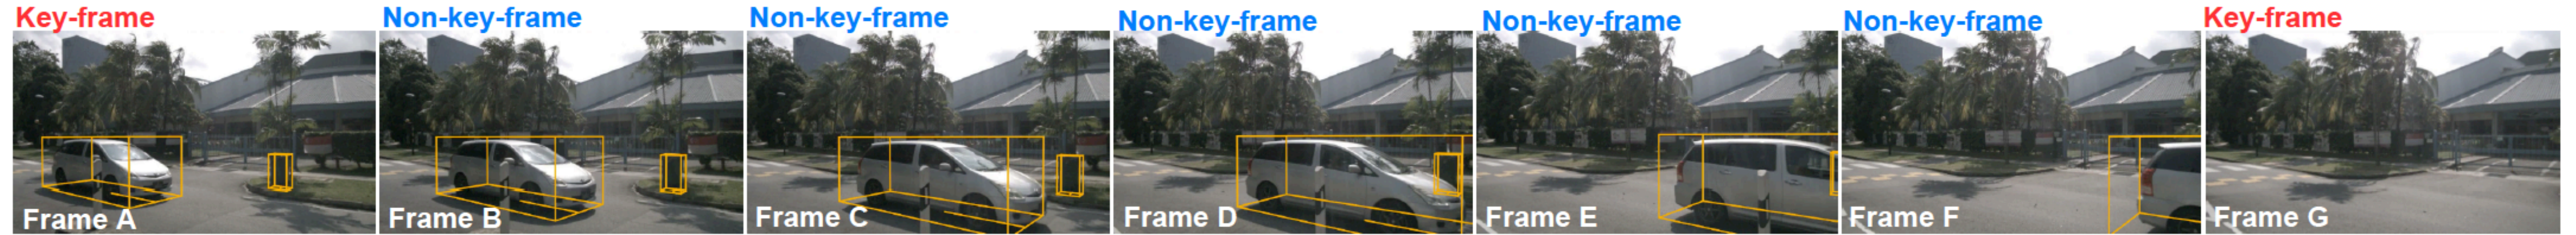 Key-frame
Non-key-frame
Non-key-frame
Non-key-frame
Non-key-frame
Non-key-frame
Key-frame
Frame A
Frame B
Frame C
Frame D
Frame E
Frame F
Frame G